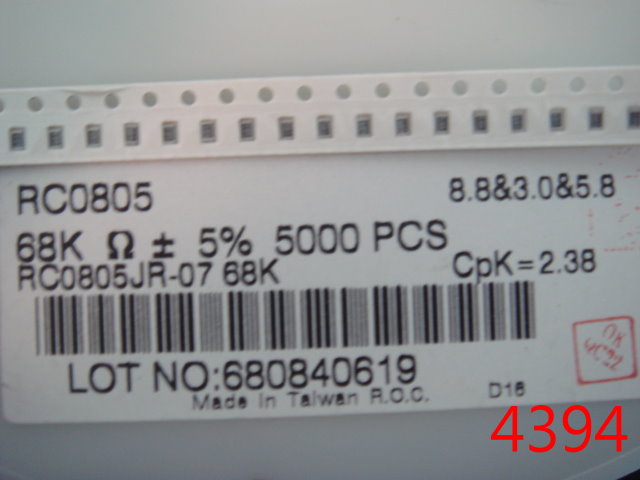 RC0805
8.8&3.0&5.8
68K Ω ± 5% 5000 PCS
RC0805JR-07 68K
CpK=2.38
LOT NO:680840619
Made In Taiwan R.O.C.
D16
4394